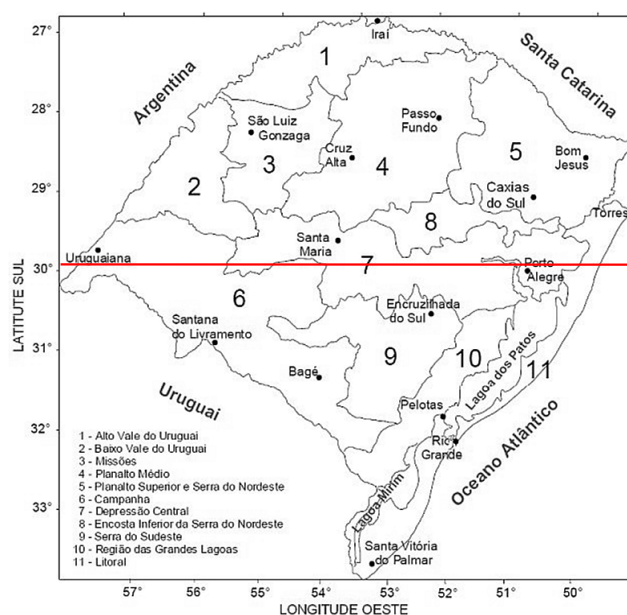 27°
28°
29°
30°
31°
32°
33°
LATITUTE SUL
57°
56°
55°
54°
53°
52°
51°
50°
LONGITUDE OESTE
Argentina
Santa Catarina
Uruguai
Oceano Atlântico
Iraí
1
São Luiz
Gonzaga
3
Passo
Fundo
Cruz
Alta
4
5
Bom
Jesus
Caxias
do Sul
2
8
Torres
Uruguaiana
Santa
Maria
7
Porto
Alegre
6
Santana
do Livramento
Encruzilhada
do Sul
9
10
Lagoa dos Patos
11
Bagé
Pelotas
Rio
Grande
Lagoa Mirim
Santa Vitória
do Palmar
1 - Alto Vale do Uruguai
2 - Baixo Vale do Uruguai
3 - Missões
4 - Planalto Médio
5 - Planalto Superior e Serra do Nordeste
6 - Campanha
7 - Depressão Central
8 - Encosta Inferior da Serra do Nordeste
9 - Serra do Sudeste
10 - Região das Grandes Lagoas
11 - Litoral